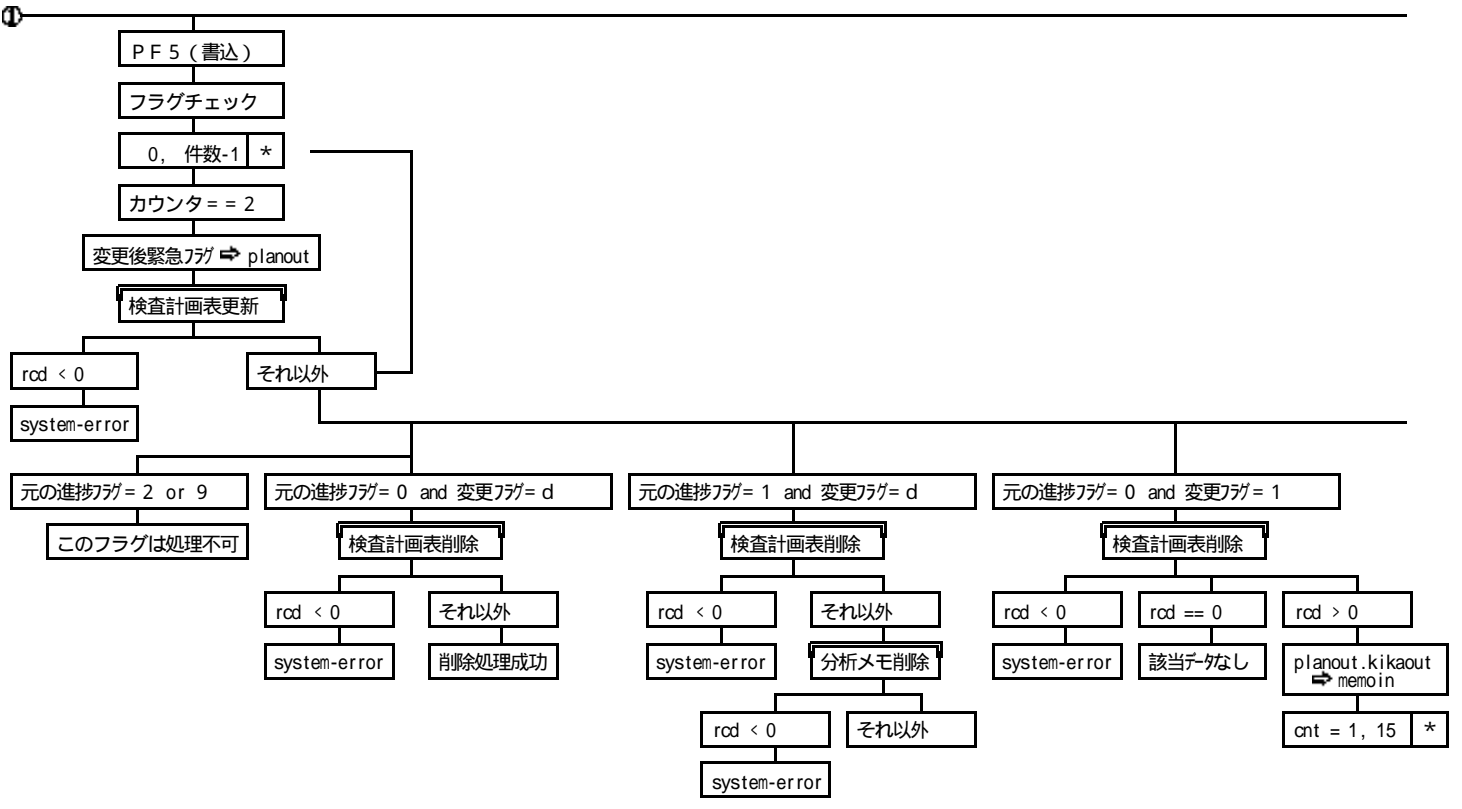 ①
PF5(書込)
フラグチェック
0, 件数-1 *
カウンタ==2
変更後緊急フラグ ⇒ planout
検査計画表更新
rcd < 0
それ以外
system-error
元の進捗フラグ= 2 or 9
元の進捗フラグ= 0 and 変更フラグ= d
元の進捗フラグ= 1 and 変更フラグ= d
元の進捗フラグ= 0 and 変更フラグ= 1
このフラグは処理不可
検査計画表削除
検査計画表削除
検査計画表削除
rcd < 0
それ以外
rcd < 0
それ以外
rcd < 0
rcd == 0
rcd > 0
system-error
削除処理成功
system-error
分析メモ削除
system-error
該当データなし
planout.kikaout
⇒ memoin
rcd < 0
それ以外
cnt = 1, 15 *
system-error